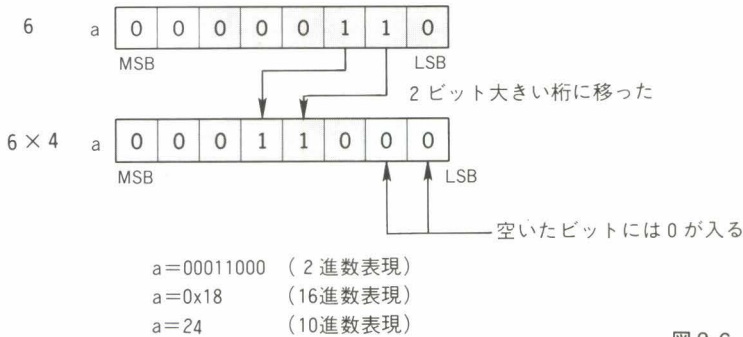 6 a 0 0 0 0 0 1 1 0
MSB LSB
2ビット大きい桁に移った
6×4 a 0 0 0 1 1 0 0 0
MSB LSB
空いたビットには0が入る
a=00011000 (2進数表現)
a=0x18 (16進数表現)
a=24 (10進数表現)